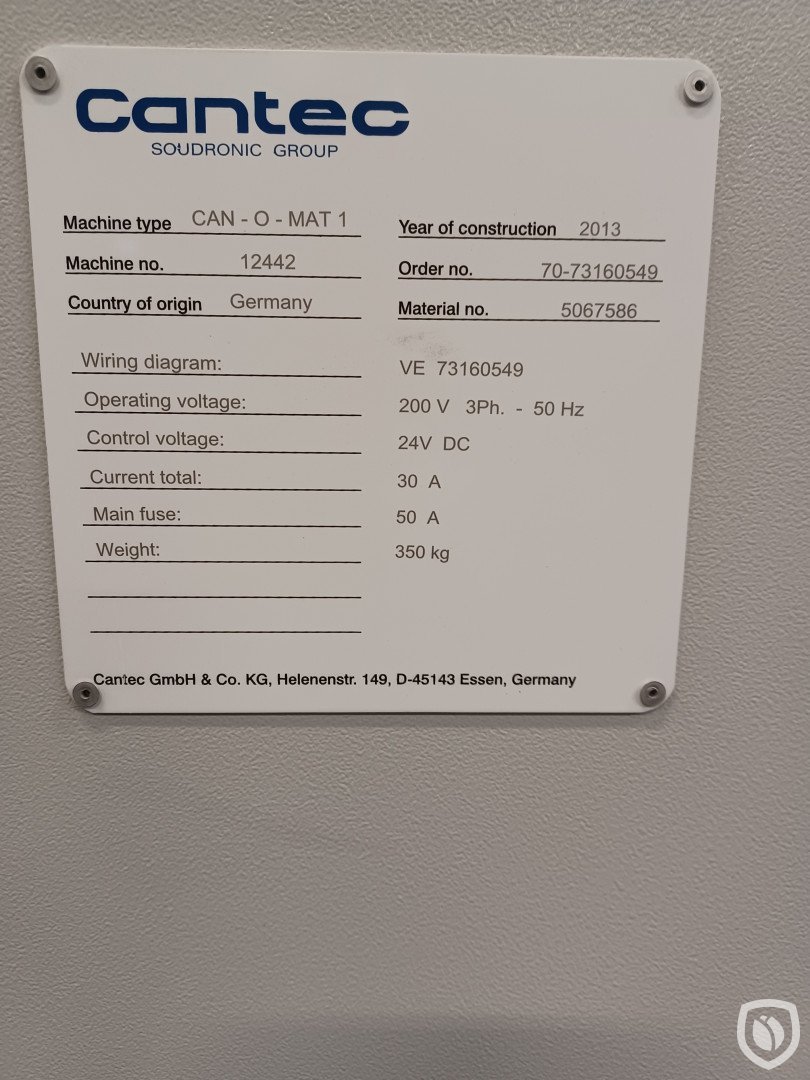 Cantec
SOUDRONIC GROUP
Machine type CAN - O - MAT 1 Year of construction 2013
Machine no. 12442 Order no. 70-73160549
Country of origin Germany Material no. 5067586
Wiring diagram: VE 73160549
Operating voltage: 200 V 3Ph. - 50 Hz
Control voltage: 24V DC
Current total: 30 A
Main fuse: 50 A
Weight: 350 kg
Cantec GmbH & Co. KG, Helenenstr. 149, D-45143 Essen, Germany